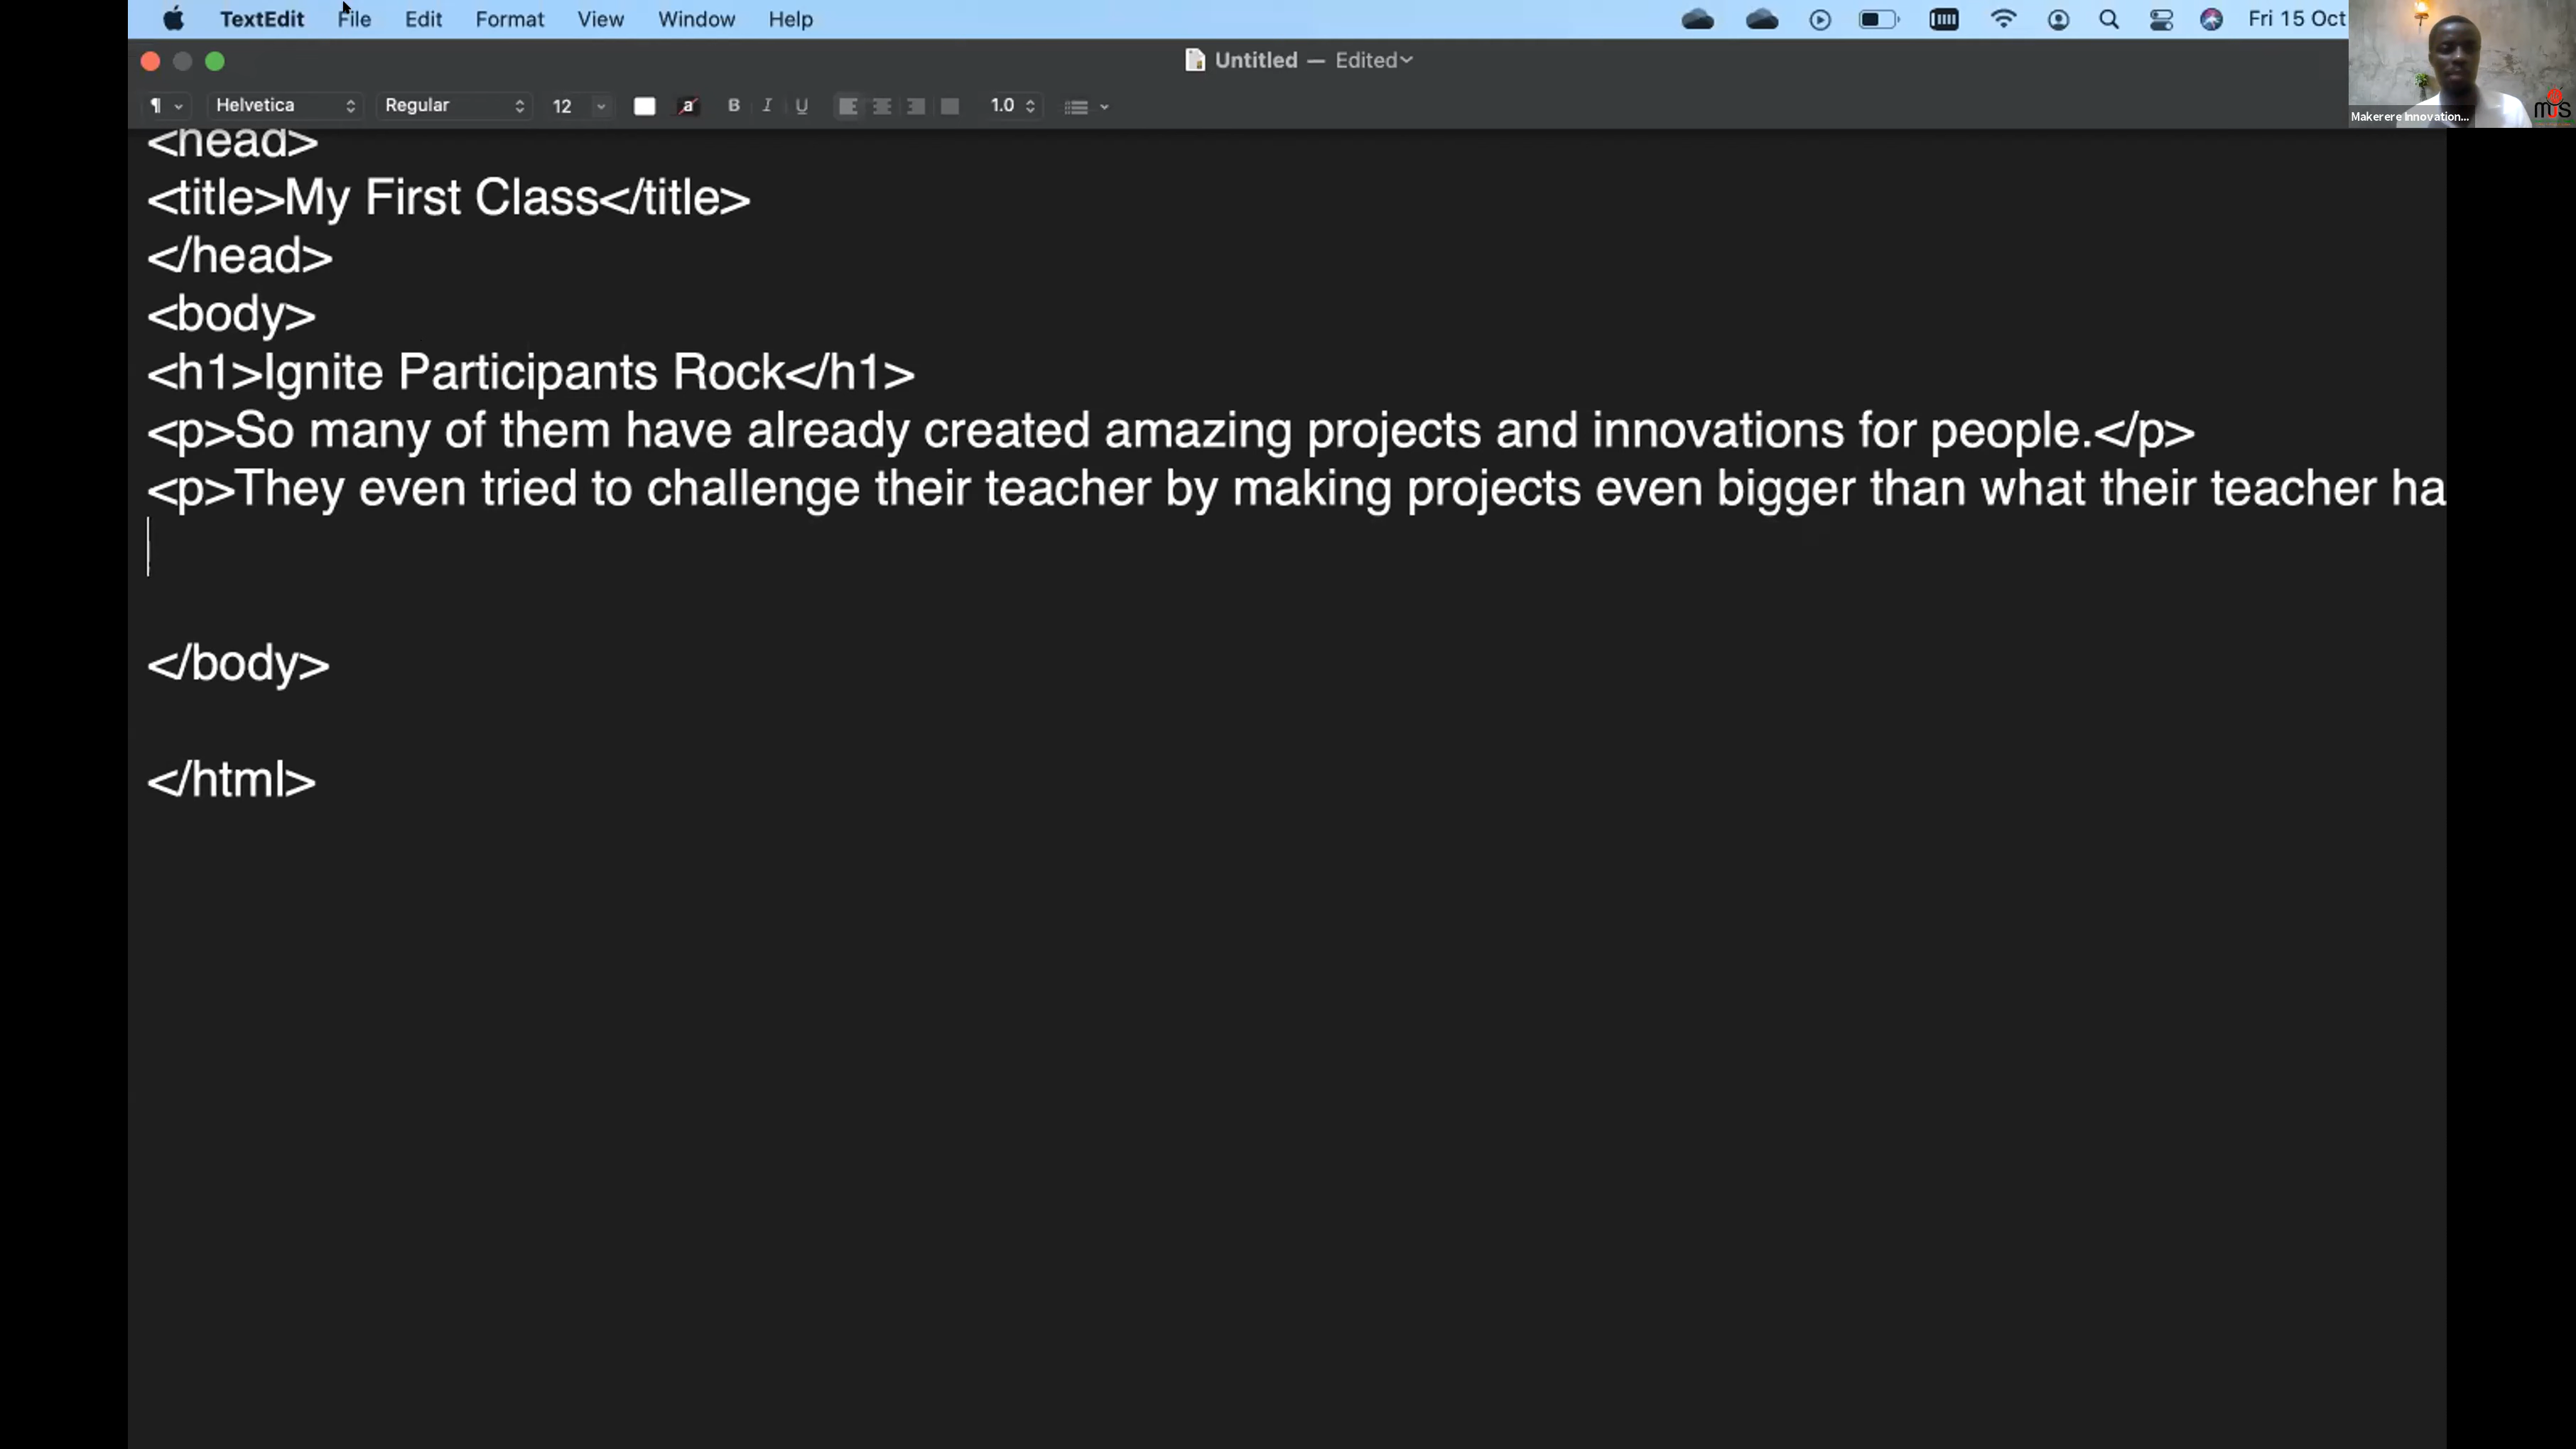 TextEdit File Edit Format View Window Help Fri 15 Oct
Untitled — Edited
¶ Helvetica Regular 12 a B I U 1.0
<head>
<title>My First Class</title>
</head>
<body>
<h1>Ignite Participants Rock</h1>
<p>So many of them have already created amazing projects and innovations for people.</p>
<p>They even tried to challenge their teacher by making projects even bigger than what their teacher ha
</body>
</html>
Makerere Innovation...
mis